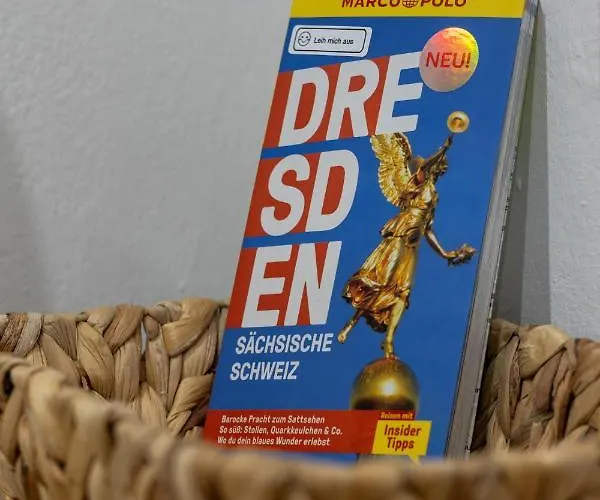 MARCO POLO
Leih mich aus
NEU!
DRE
SD
EN
SÄCHSISCHE
SCHWEIZ
Barocke Pracht zum Sattsehen
So süß: Stollen, Quarkkeulchen & Co.
Wo du dein blaues Wunder erlebst
Reisen mit
Insider
Tipps